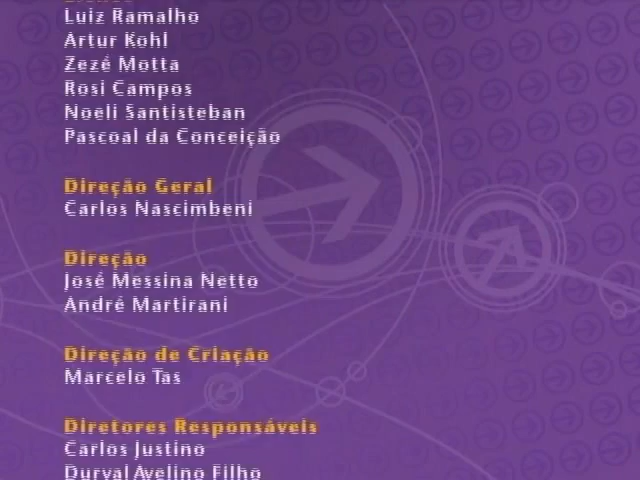 Elenco
Luiz Ramalho
Artur Kohl
Zezé Motta
Rosi Campos
Noeli Santisteban
Pascoal da Conceição
Direção Geral
Carlos Nascimbeni
Direção
José Messina Netto
André Martirani
Direção de Criação
Marcelo Tas
Diretores Responsáveis
Carlos Justino
Durval Avelino Filho